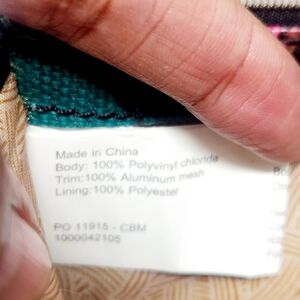 Made in China
Body: 100% Polyvinyl chloride
Trim:100% Aluminum mesh
Lining:100% Polyester
PO 11915 - CBM
1000042105